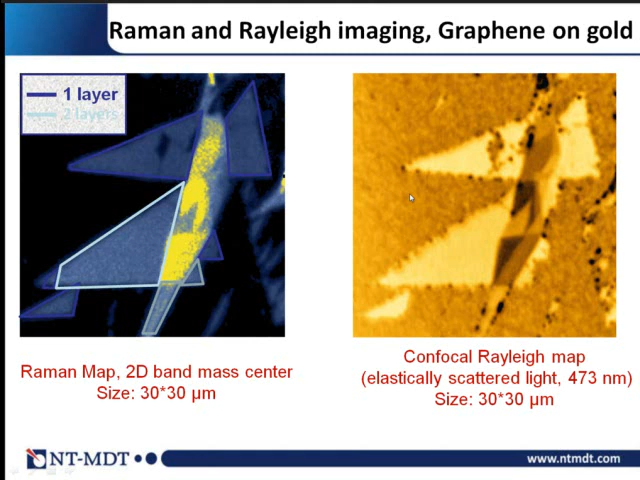 Raman and Rayleigh imaging, Graphene on gold
1 layer
2 layers
Raman Map, 2D band mass center
Size: 30*30 µm
Confocal Rayleigh map
(elastically scattered light, 473 nm)
Size: 30*30 µm
NT-MDT
www.ntmdt.com